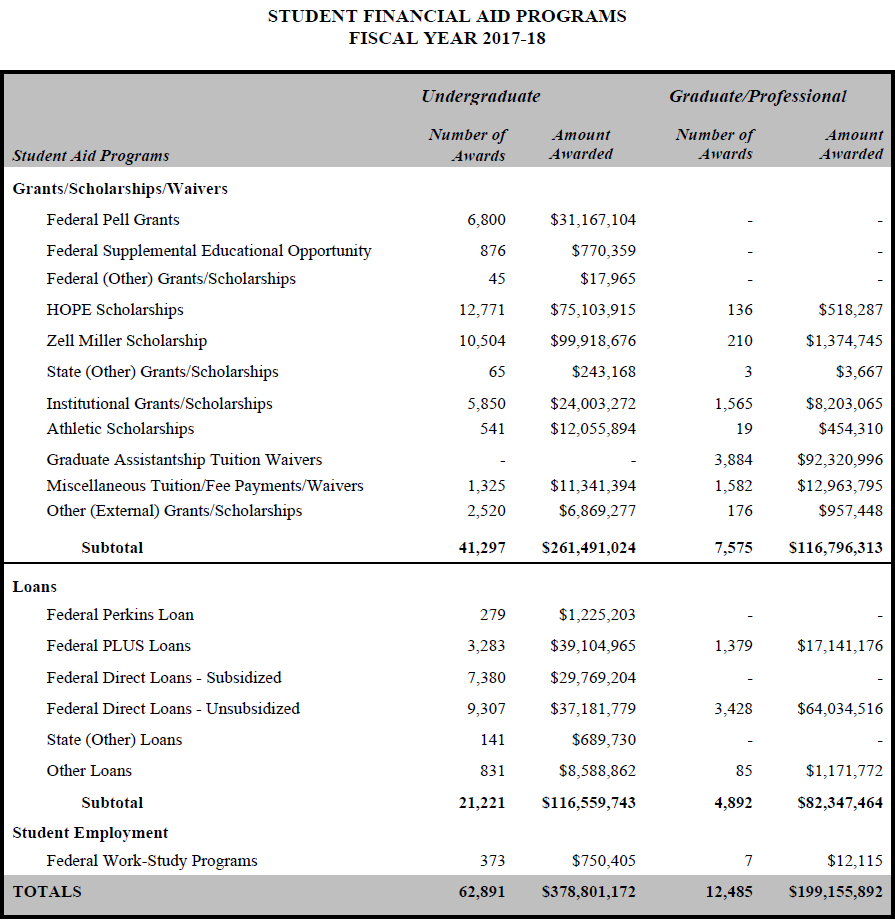 STUDENT FINANCIAL AID PROGRAMS
FISCAL YEAR 2017-18
Undergraduate Graduate/Professional
Number of Amount Number of Amount
Student Aid Programs Awards Awarded Awards Awarded
Grants/Scholarships/Waivers
Federal Pell Grants 6,800 $31,167,104 - -
Federal Supplemental Educational Opportunity 876 $770,359 - -
Federal (Other) Grants/Scholarships 45 $17,965 - -
HOPE Scholarships 12,771 $75,103,915 136 $518,287
Zell Miller Scholarship 10,504 $99,918,676 210 $1,374,745
State (Other) Grants/Scholarships 65 $243,168 3 $3,667
Institutional Grants/Scholarships 5,850 $24,003,272 1,565 $8,203,065
Athletic Scholarships 541 $12,055,894 19 $454,310
Graduate Assistantship Tuition Waivers - - 3,884 $92,320,996
Miscellaneous Tuition/Fee Payments/Waivers 1,325 $11,341,394 1,582 $12,963,795
Other (External) Grants/Scholarships 2,520 $6,869,277 176 $957,448
Subtotal 41,297 $261,491,024 7,575 $116,796,313
Loans
Federal Perkins Loan 279 $1,225,203 - -
Federal PLUS Loans 3,283 $39,104,965 1,379 $17,141,176
Federal Direct Loans - Subsidized 7,380 $29,769,204 - -
Federal Direct Loans - Unsubsidized 9,307 $37,181,779 3,428 $64,034,516
State (Other) Loans 141 $689,730 - -
Other Loans 831 $8,588,862 85 $1,171,772
Subtotal 21,221 $116,559,743 4,892 $82,347,464
Student Employment
Federal Work-Study Programs 373 $750,405 7 $12,115
TOTALS 62,891 $378,801,172 12,485 $199,155,892